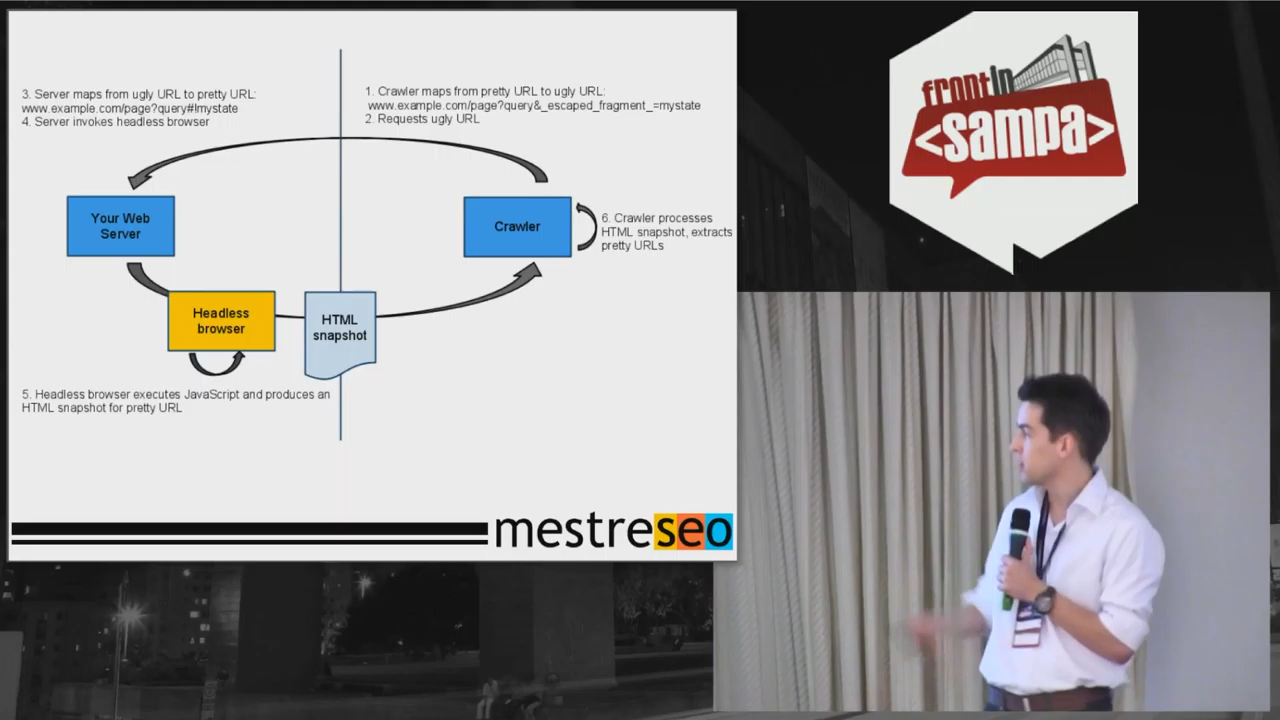 3. Server maps from ugly URL to pretty URL:
www.example.com/page?query#!mystate
4. Server invokes headless browser
1. Crawler maps from pretty URL to ugly URL:
www.example.com/page?query&_escaped_fragment_=mystate
2. Requests ugly URL
Your Web
Server
Crawler
6. Crawler processes
HTML snapshot, extracts
pretty URLs
Headless
browser
HTML
snapshot
5. Headless browser executes JavaScript and produces an
HTML snapshot for pretty URL
mestreseo
frontin
<sampa>